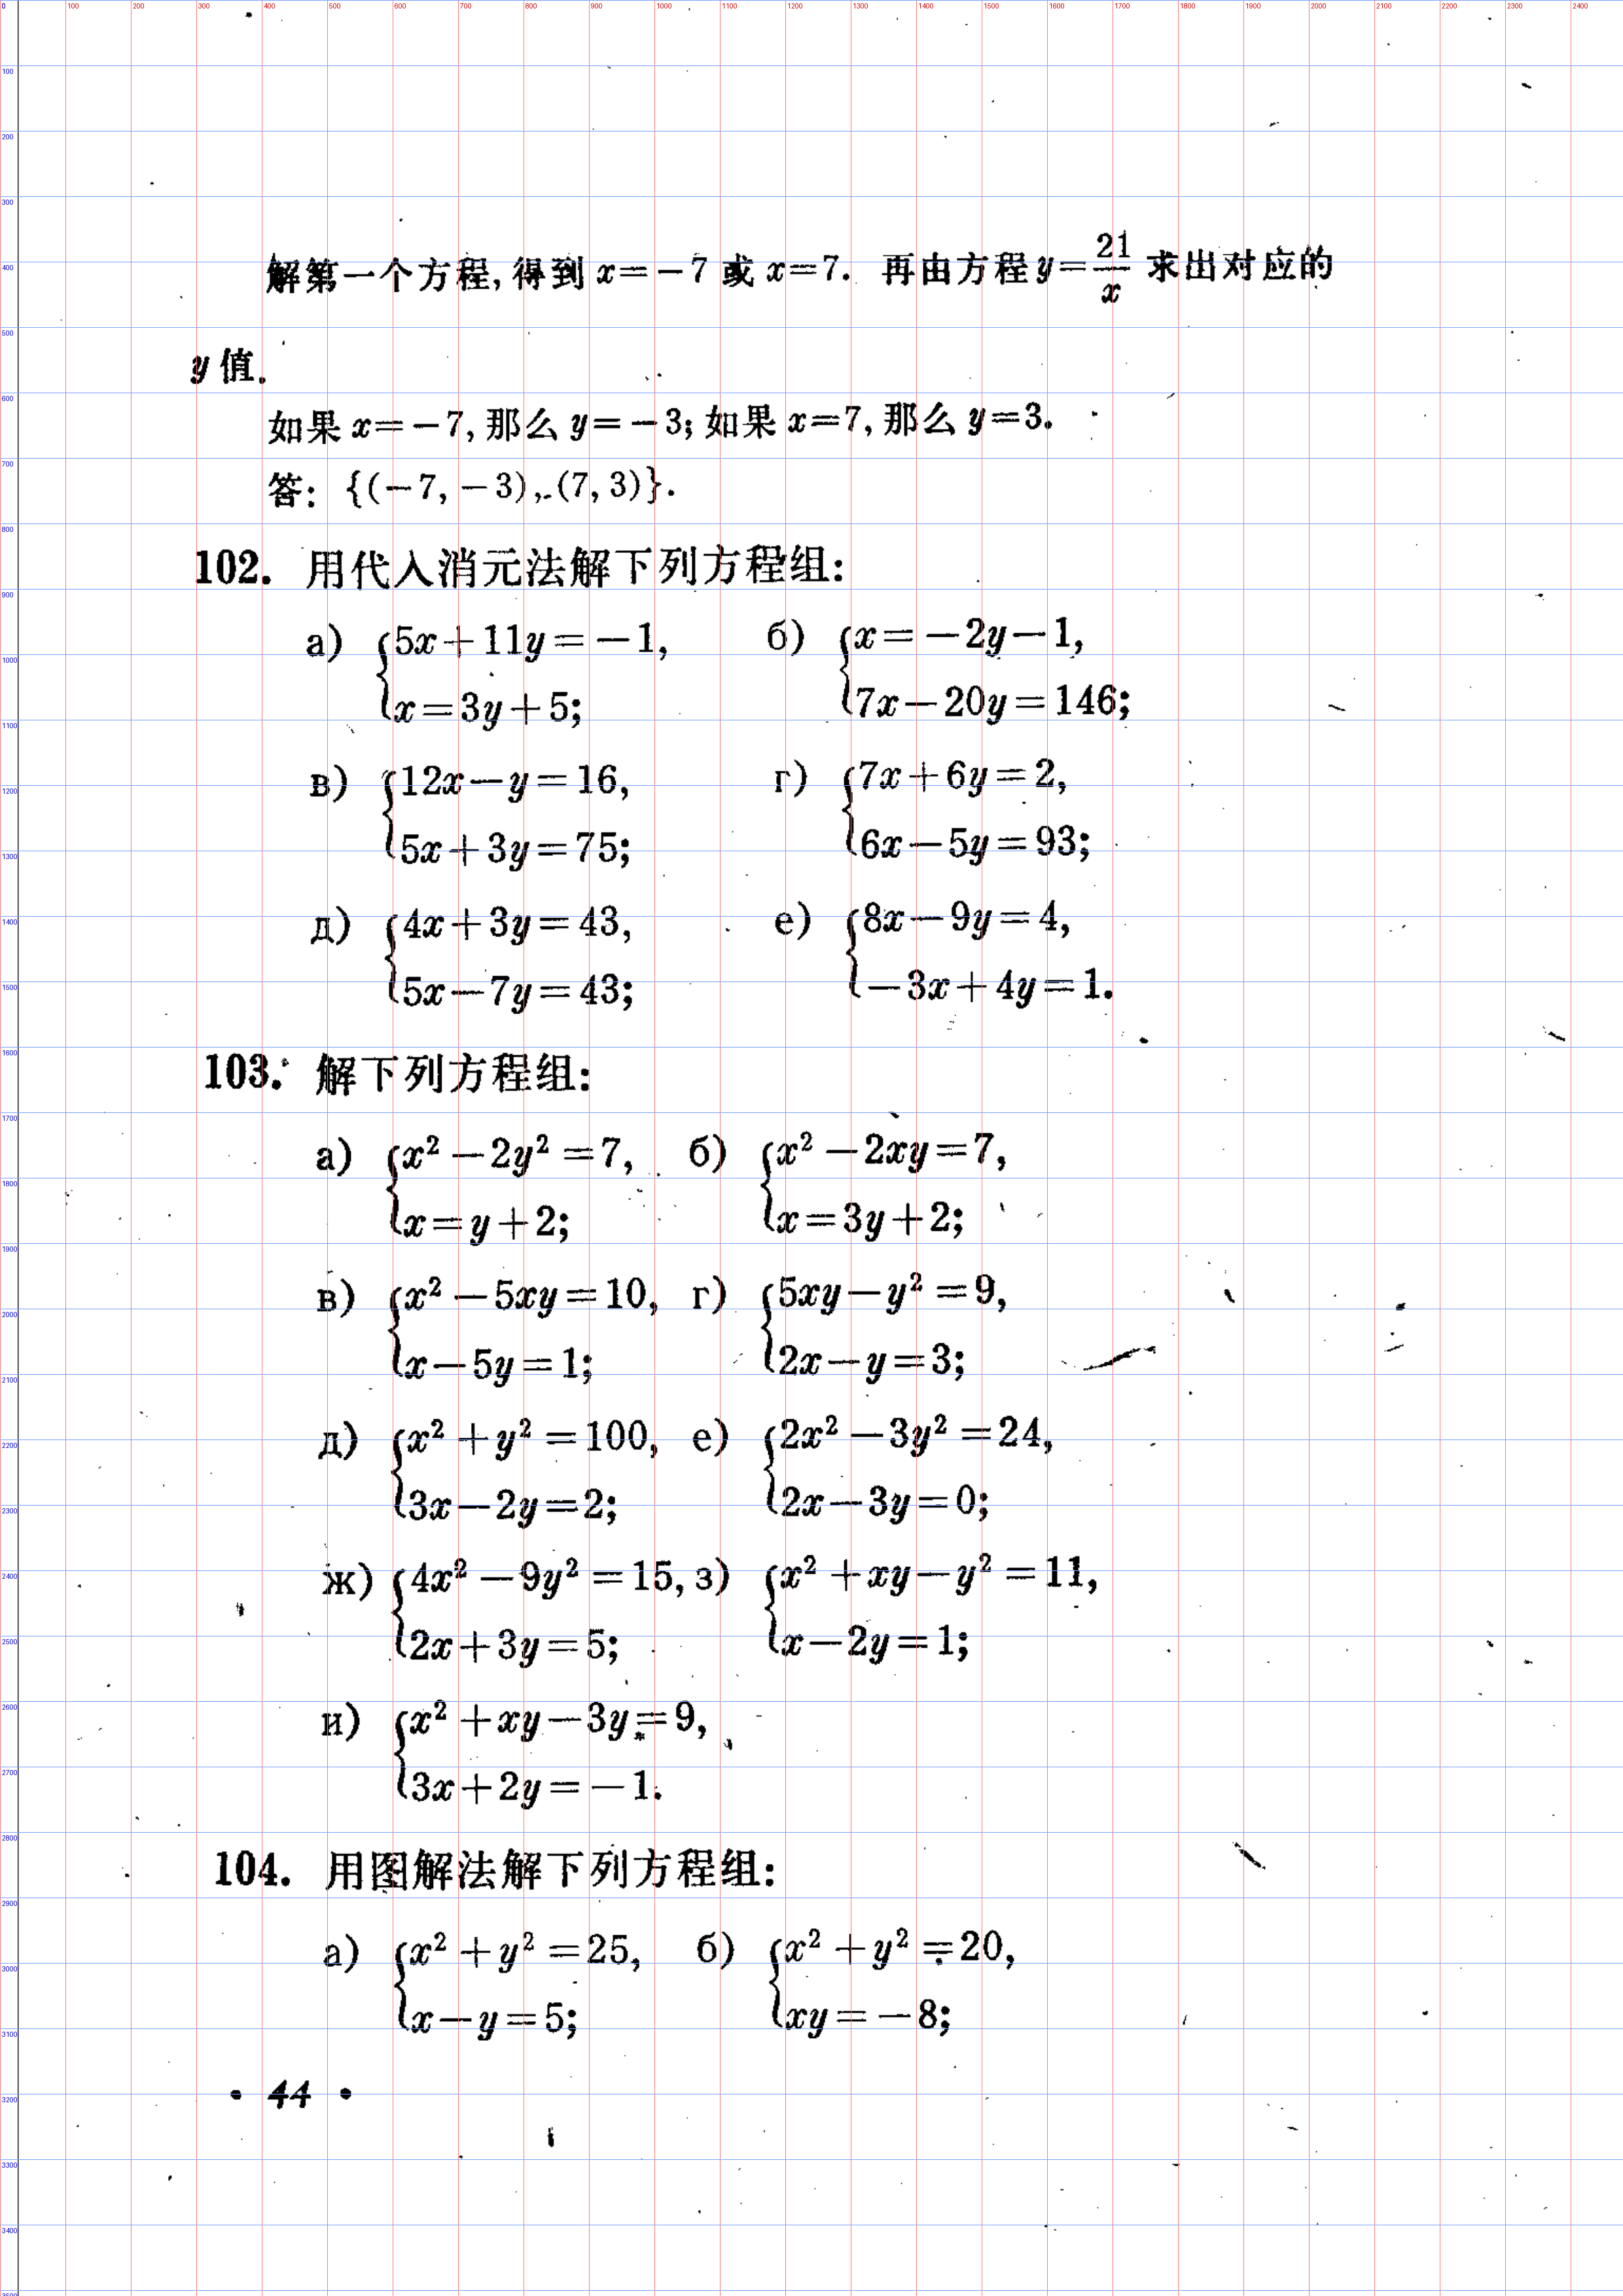 解第一个方程, 得到 x=−7 或 x=7. 再由方程 y=21/x 求出对应的
y 值.
如果 x=−7, 那么 y=−3; 如果 x=7, 那么 y=3.
答: {(−7, −3), (7, 3)}.
102. 用代入消元法解下列方程组:
а) {5x+11y=−1, б) {x=−2y−1,
x=3y+5; 7x−20y=146;
в) {12x−y=16, г) {7x+6y=2,
5x+3y=75; 6x−5y=93;
д) {4x+3y=43, е) {8x−9y=4,
5x−7y=43; −3x+4y=1.
103. 解下列方程组:
а) {x²−2y²=7, б) {x²−2xy=7,
x=y+2; x=3y+2;
в) {x²−5xy=10, г) {5xy−y²=9,
x−5y=1; 2x−y=3;
д) {x²+y²=100, е) {2x²−3y²=24,
3x−2y=2; 2x−3y=0;
ж) {4x²−9y²=15, з) {x²+xy−y²=11,
2x+3y=5; x−2y=1;
и) {x²+xy−3y=9,
3x+2y=−1.
104. 用图解法解下列方程组:
а) {x²+y²=25, б) {x²+y²=20,
x−y=5; xy=−8;
• 44 •